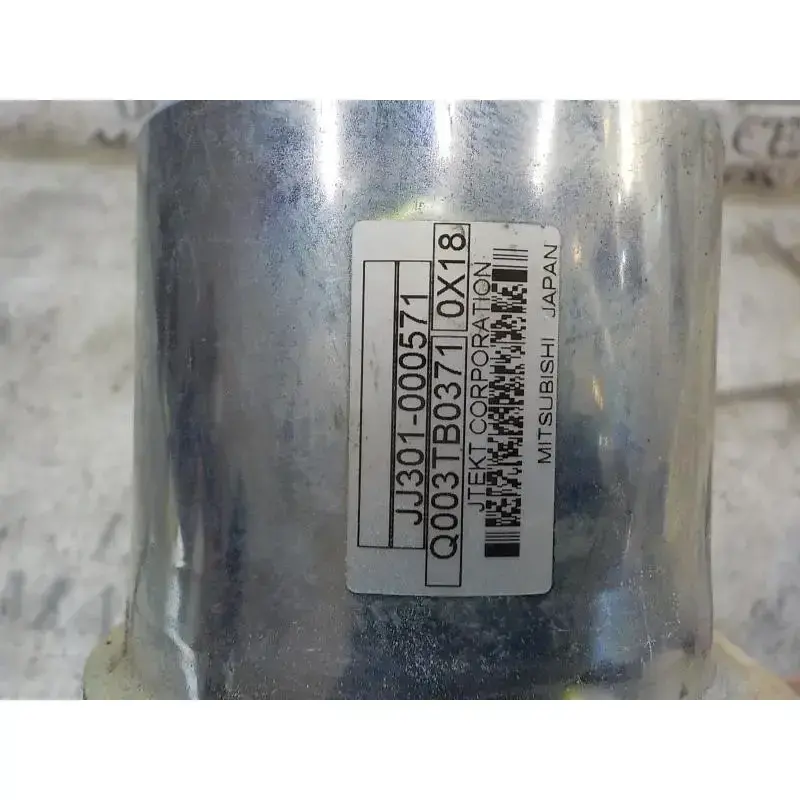 JJ301-000571
Q003TB0371 0X18
JTEKT CORPORATION
MITSUBISHI JAPAN